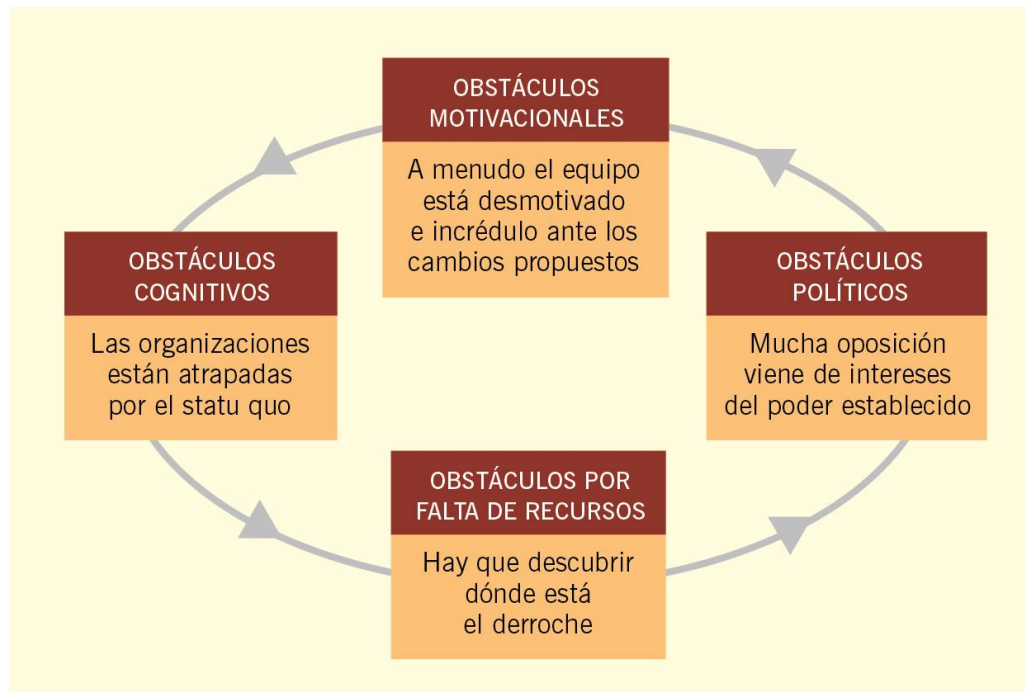 OBSTÁCULOS
MOTIVACIONALES
A menudo el equipo
está desmotivado
e incrédulo ante los
cambios propuestos
OBSTÁCULOS
COGNITIVOS
Las organizaciones
están atrapadas
por el statu quo
OBSTÁCULOS
POLÍTICOS
Mucha oposición
viene de intereses
del poder establecido
OBSTÁCULOS POR
FALTA DE RECURSOS
Hay que descubrir
dónde está
el derroche